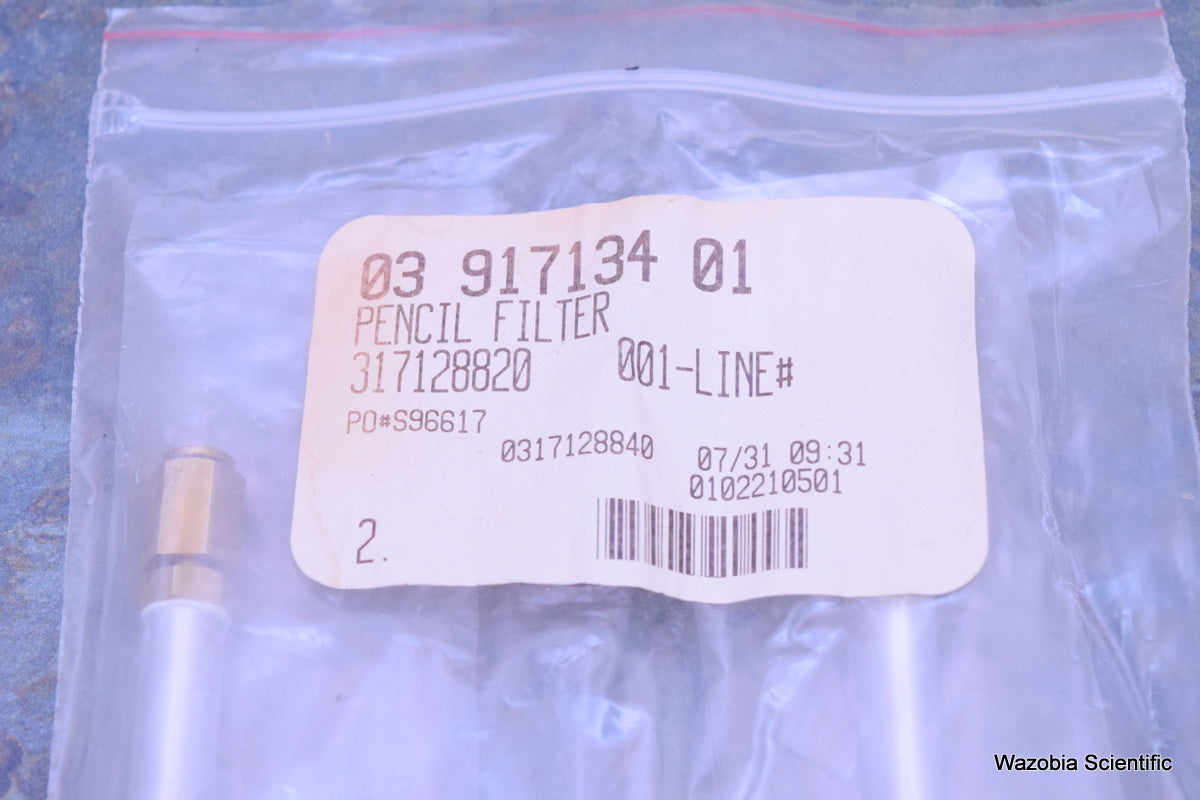 03 917134 01
PENCIL FILTER
317128820 001-LINE#
PO#S96617
0317128840 07/31 09:31
0102210501
2.
Wazobia Scientific